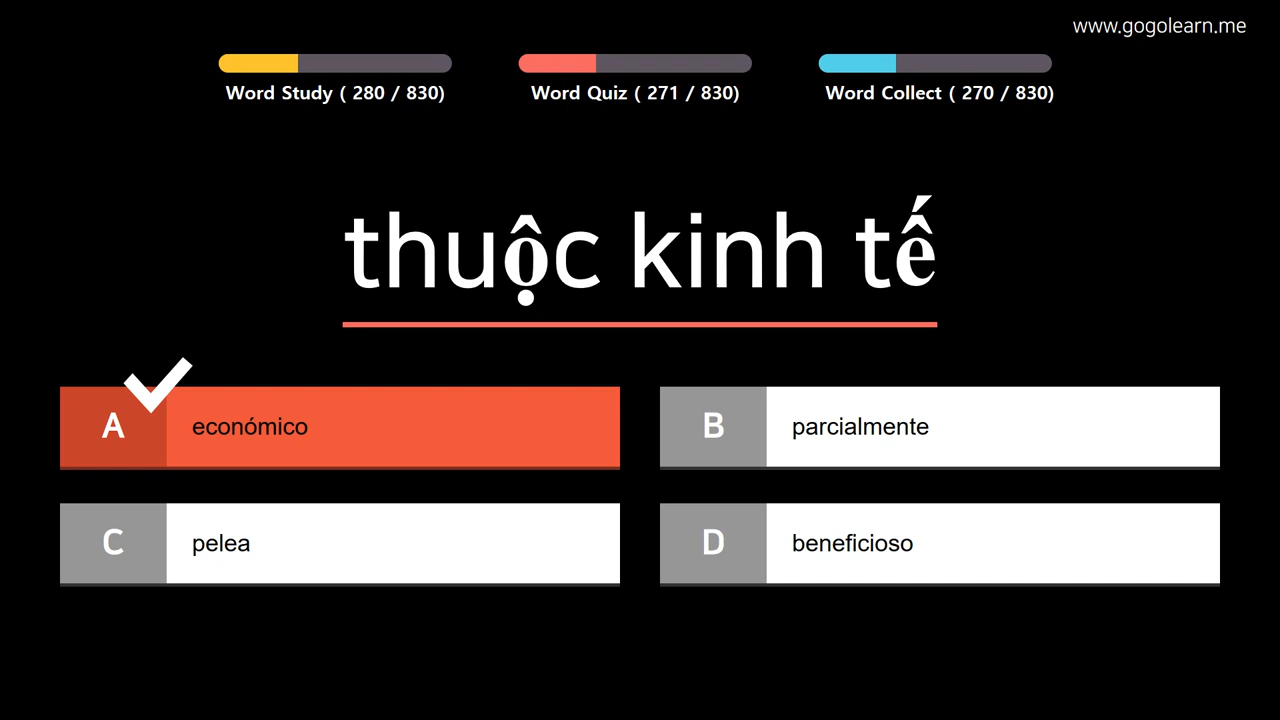 www.gogolearn.me
Word Study ( 280 / 830)
Word Quiz ( 271 / 830)
Word Collect ( 270 / 830)
thuộc kinh tế
A
económico
B
parcialmente
C
pelea
D
beneficioso